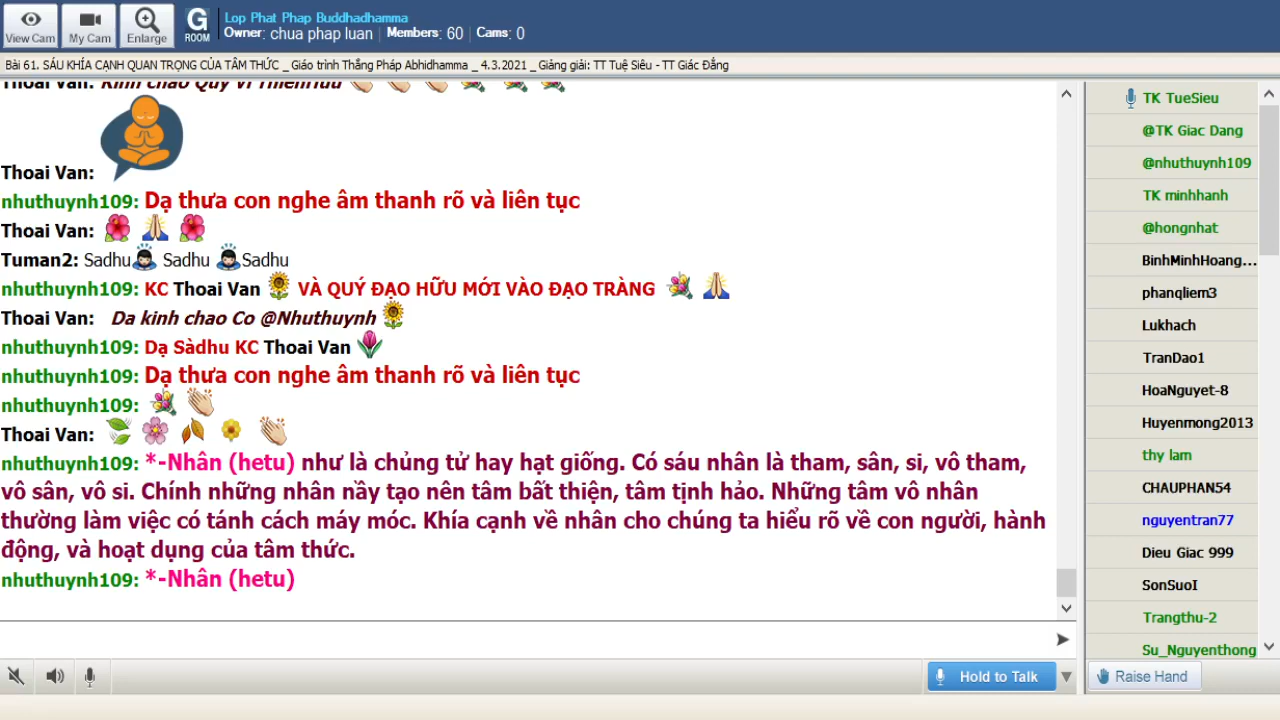 View Cam
My Cam
Enlarge
G ROOM
Lop Phat Phap Buddhadhamma
Owner: chua phap luan | Members: 60 | Cams: 0
Bài 61. SÁU KHÍA CẠNH QUAN TRỌNG CỦA TÂM THỨC _ Giáo trình Thắng Pháp Abhidhamma _ 4.3.2021 _ Giảng giải: TT Tuệ Siêu - TT Giác Đẳng
Thoai Van: Kinh chao Quy vi ThienHuu
Thoai Van:
nhuthuynh109: Dạ thưa con nghe âm thanh rõ và liên tục
Thoai Van:
Tuman2: Sadhu Sadhu Sadhu
nhuthuynh109: KC Thoai Van VÀ QUÝ ĐẠO HỮU MỚI VÀO ĐẠO TRÀNG
Thoai Van: Da kinh chao Co @Nhuthuynh
nhuthuynh109: Dạ Sàdhu KC Thoai Van
nhuthuynh109: Dạ thưa con nghe âm thanh rõ và liên tục
nhuthuynh109:
Thoai Van:
nhuthuynh109: *-Nhân (hetu) như là chủng tử hay hạt giống. Có sáu nhân là tham, sân, si, vô tham,
vô sân, vô si. Chính những nhân nầy tạo nên tâm bất thiện, tâm tịnh hảo. Những tâm vô nhân
thường làm việc có tánh cách máy móc. Khía cạnh về nhân cho chúng ta hiểu rõ về con người, hành
động, và hoạt dụng của tâm thức.
nhuthuynh109: *-Nhân (hetu)
Hold to Talk
TK TueSieu
@TK Giac Dang
@nhuthuynh109
TK minhhanh
@hongnhat
BinhMinhHoang...
phanqliem3
Lukhach
TranDao1
HoaNguyet-8
Huyenmong2013
thy lam
CHAUPHAN54
nguyentran77
Dieu Giac 999
SonSuoI
Trangthu-2
Su_Nguyenthong
Raise Hand